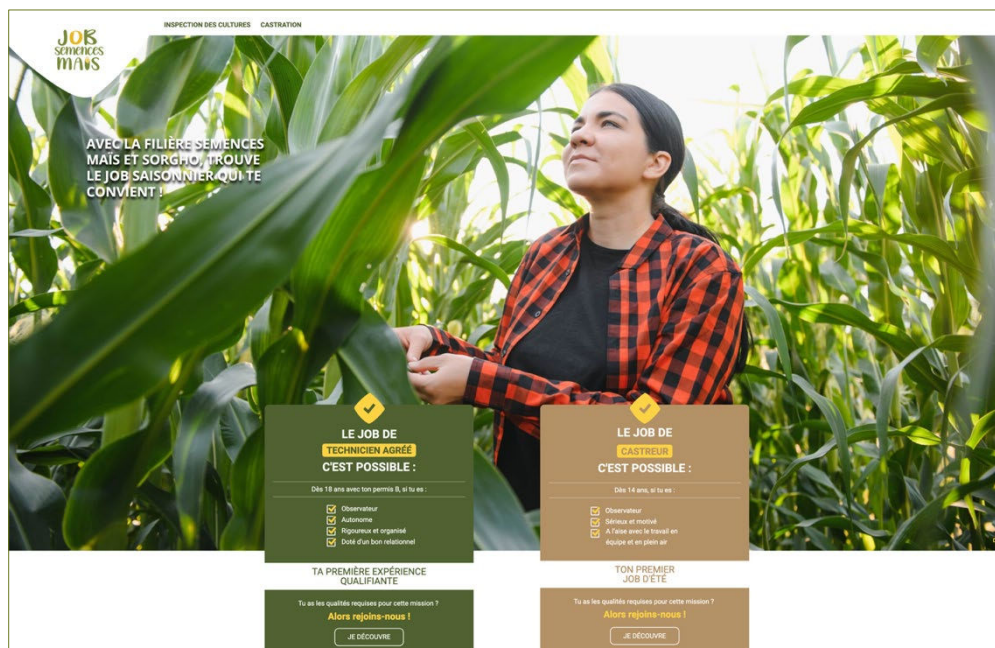 JOB
semences
MAÏS
INSPECTION DES CULTURES CASTRATION
AVEC LA FILIÈRE SEMENCES
MAÏS ET SORGHO, TROUVE
LE JOB SAISONNIER QUI TE
CONVIENT !
LE JOB DE
TECHNICIEN AGRÉÉ
C'EST POSSIBLE :
Dès 18 ans avec ton permis B, si tu es :
Observateur
Autonome
Rigoureux et organisé
Doté d'un bon relationnel
TA PREMIÈRE EXPÉRIENCE
QUALIFIANTE
Tu as les qualités requises pour cette mission ?
Alors rejoins-nous !
JE DÉCOUVRE
LE JOB DE
CASTREUR
C'EST POSSIBLE :
Dès 14 ans, si tu es :
Observateur
Sérieux et motivé
A l'aise avec le travail en
équipe et en plein air
TON PREMIER
JOB D'ÉTÉ
Tu as les qualités requises pour cette mission ?
Alors rejoins-nous !
JE DÉCOUVRE